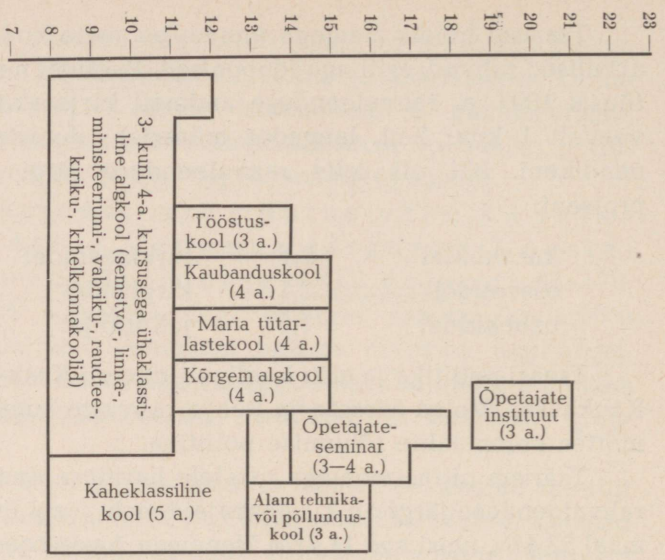 7 8 9 10 11 12 13 14 15 16 17 18 19 20 21 22 23
3- kuni 4-a. kursusega üheklassi-
line algkool (semstvo-, linna-,
ministeeriumi-, vabriku-, raudtee-,
kiriku-, kihelkonnakoolid)
Tööstus-
kool (3 a.)
Kaubanduskool
(4 a.)
Maria tütar-
lastekool (4 a.)
Kõrgem algkool
(4 a.)
Õpetajate-
seminar
(3—4 a.)
Õpetajate
instituut
(3 a.)
Kaheklassiline
kool (5 a.)
Alam tehnika-
või põllundus-
kool (3 a.)